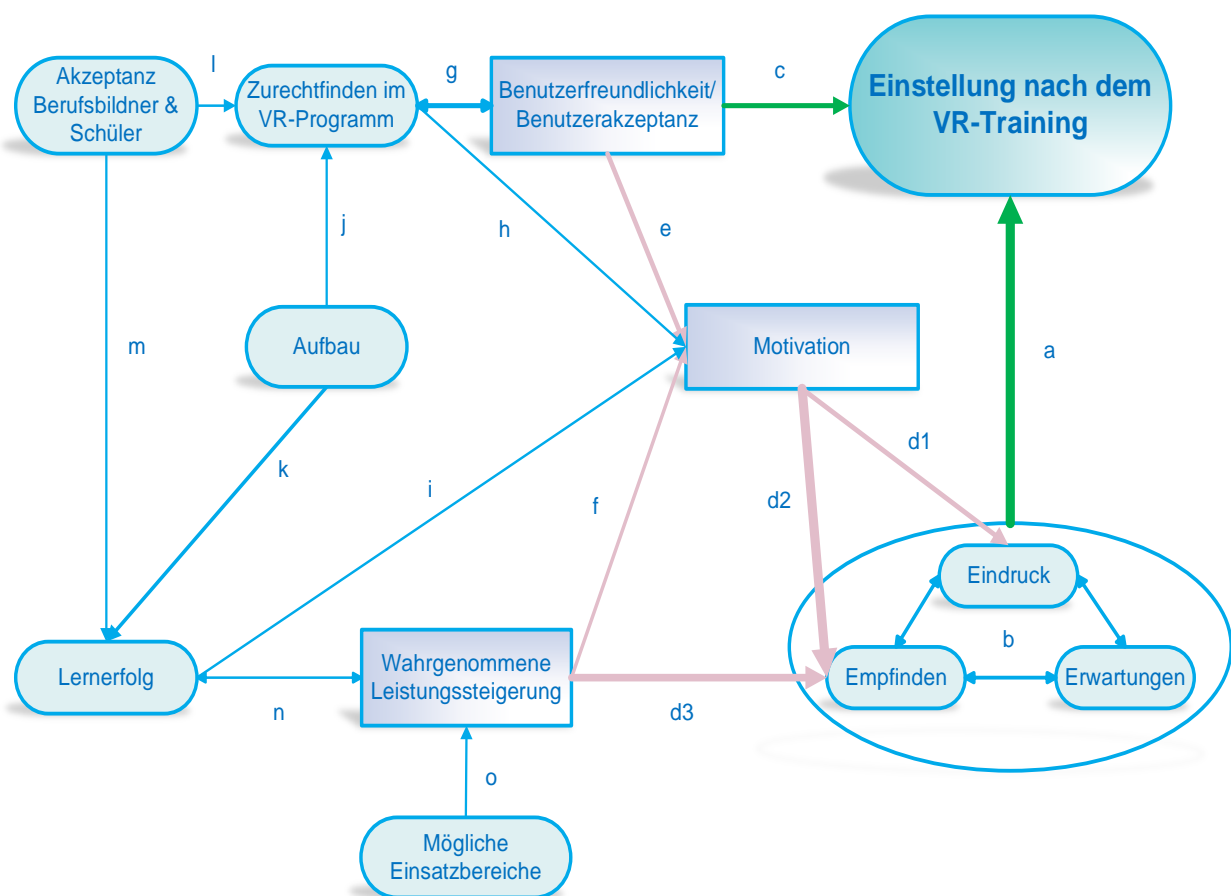 l
g
c
Akzeptanz
Berufsbildner &
Schüler
Zurechtfinden im
VR-Programm
Benutzerfreundlichkeit/
Benutzerakzeptanz
Einstellung nach dem
VR-Training
j
h
e
m
Aufbau
Motivation
a
k
i
f
d1
d2
Eindruck
b
Empfinden
Erwartungen
Lernerfolg
Wahrgenommene
Leistungssteigerung
n
d3
o
Mögliche
Einsatzbereiche